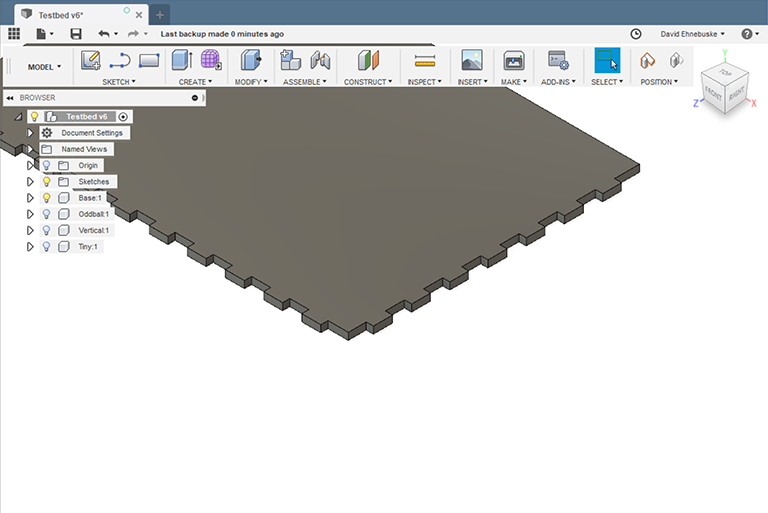 Testbed v6*
Last backup made 0 minutes ago
David Ehnebuske
MODEL
SKETCH
CREATE
MODIFY
ASSEMBLE
CONSTRUCT
INSPECT
INSERT
MAKE
ADD-INS
SELECT
POSITION
Y
TOP
FRONT
RIGHT
Z
X
BROWSER
Testbed v6
Document Settings
Named Views
Origin
Sketches
Base:1
Oddball:1
Vertical:1
Tiny:1